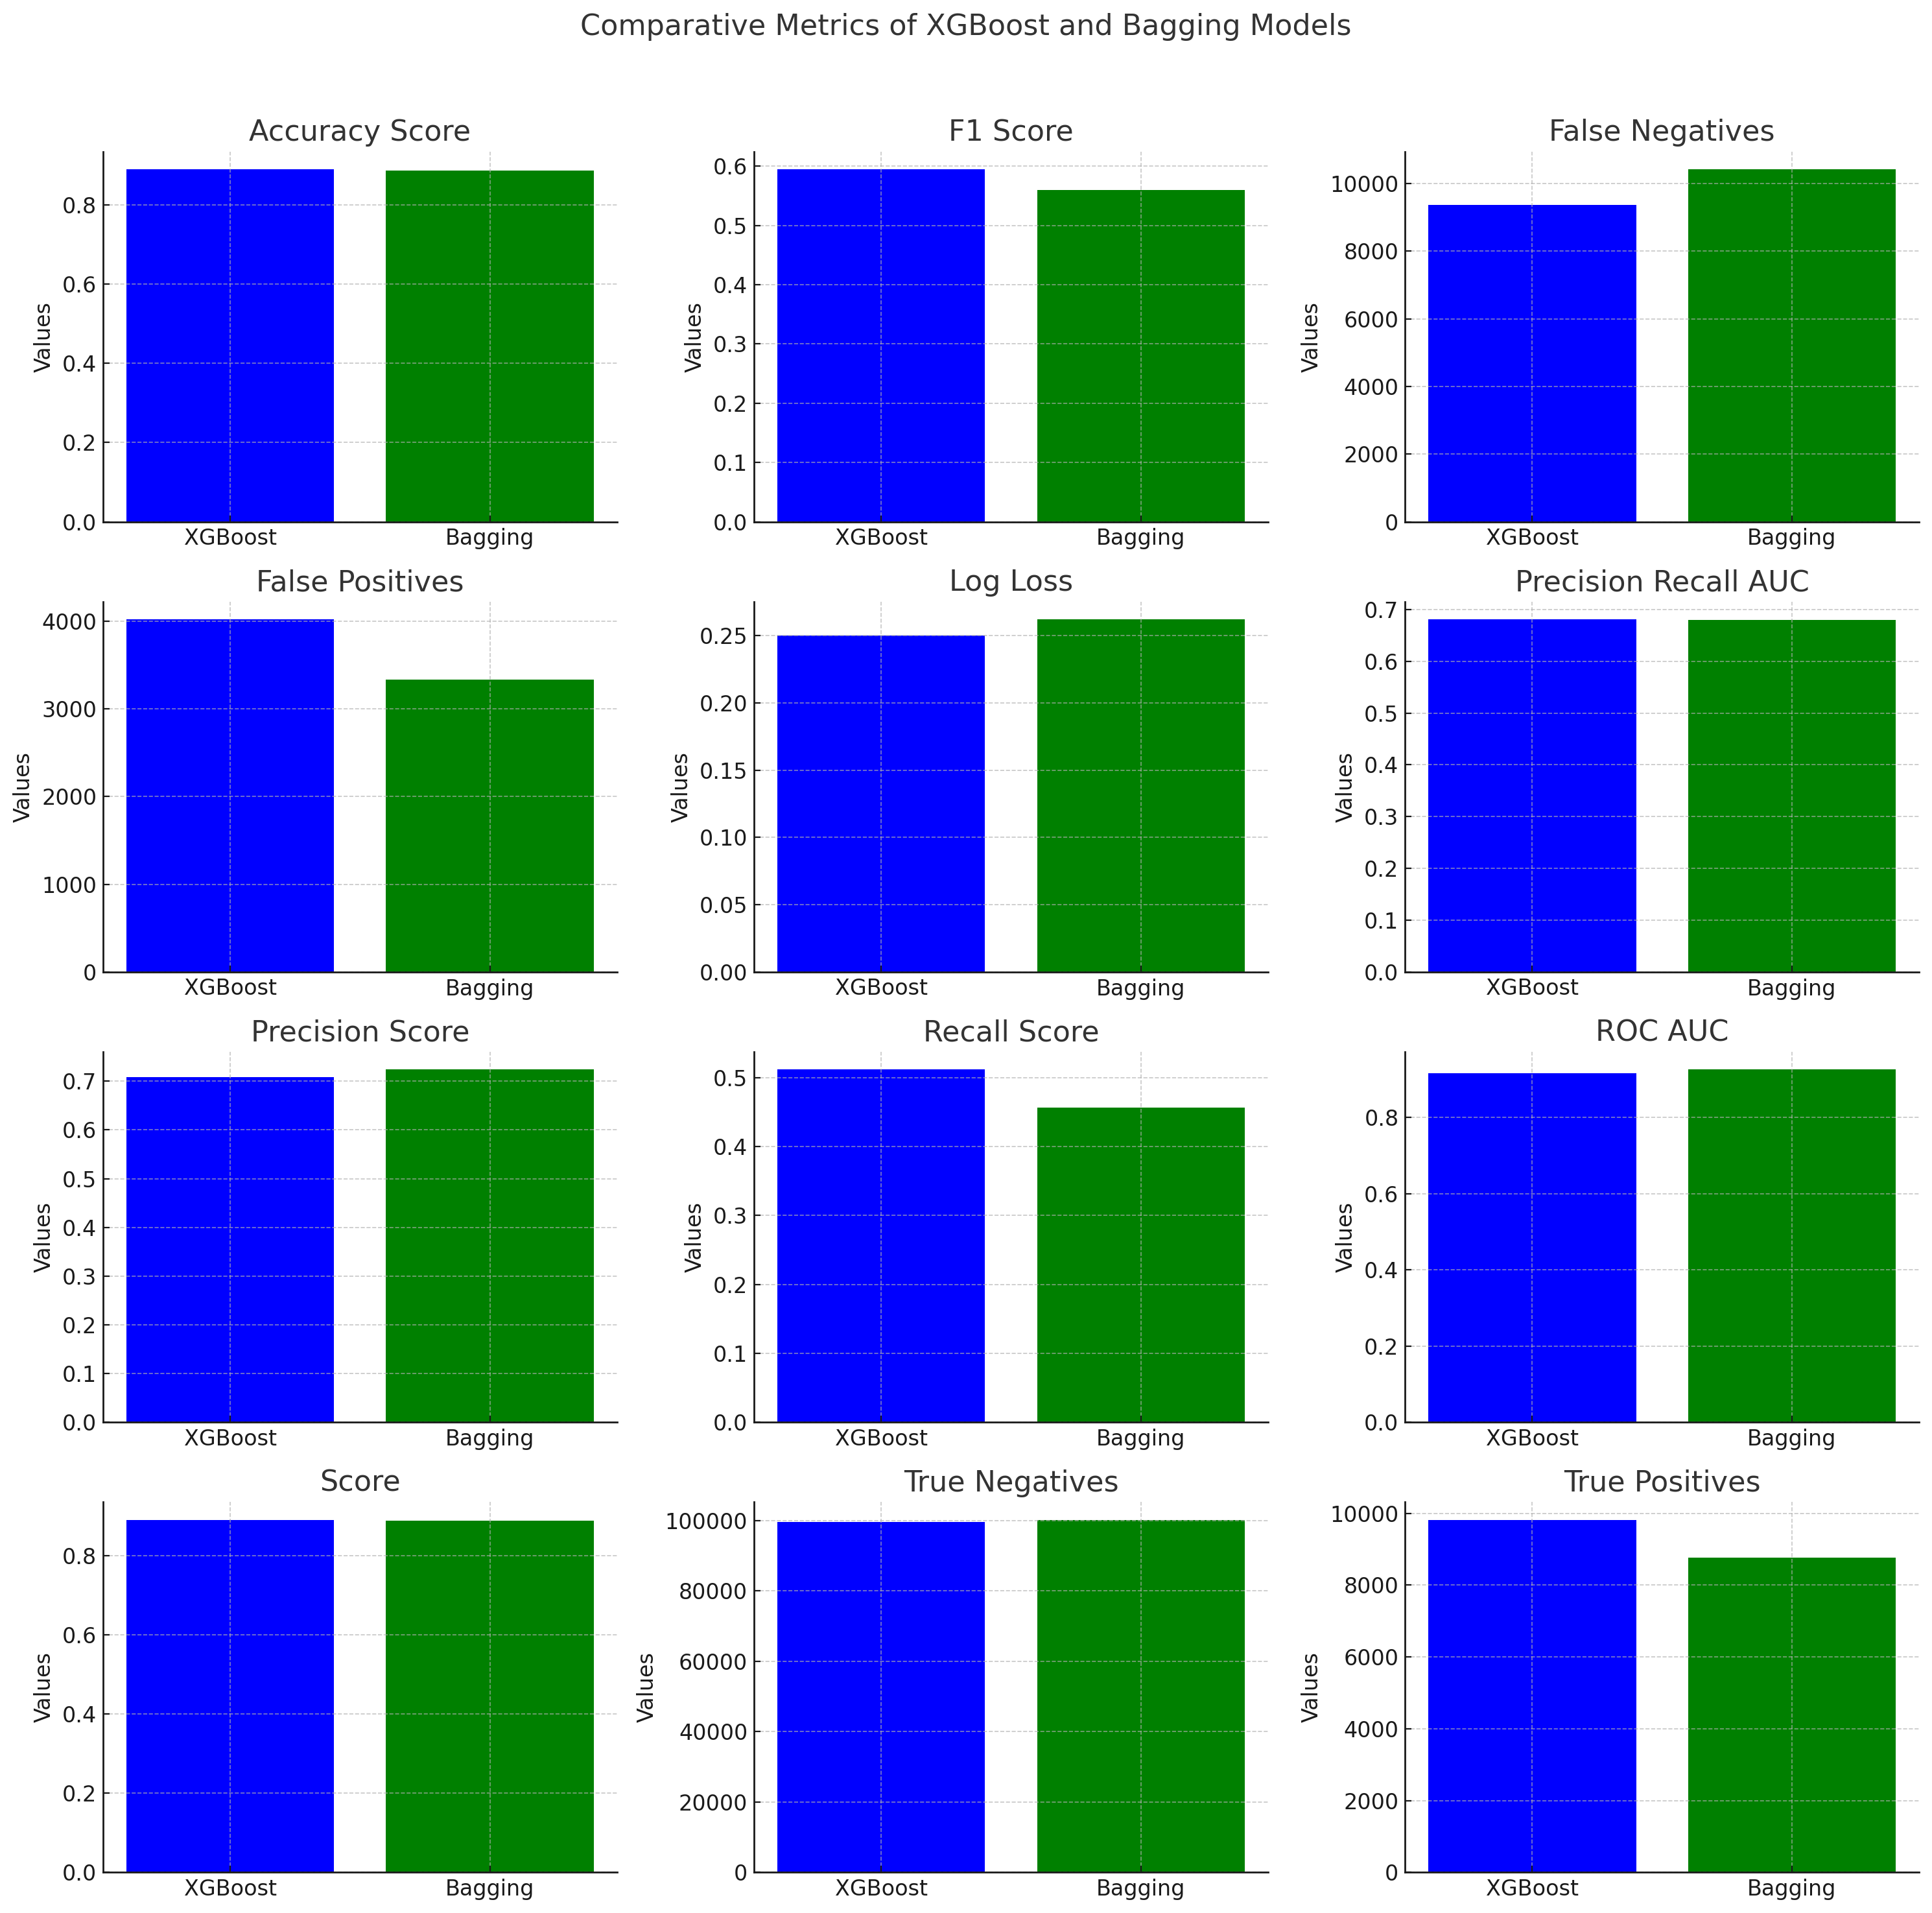 Comparative Metrics of XGBoost and Bagging Models
Accuracy Score
Values
0.8
0.6
0.4
0.2
0.0
XGBoost Bagging
F1 Score
Values
0.6
0.5
0.4
0.3
0.2
0.1
0.0
XGBoost Bagging
False Negatives
Values
10000
8000
6000
4000
2000
0
XGBoost Bagging
False Positives
Values
4000
3000
2000
1000
0
XGBoost Bagging
Log Loss
Values
0.25
0.20
0.15
0.10
0.05
0.00
XGBoost Bagging
Precision Recall AUC
Values
0.7
0.6
0.5
0.4
0.3
0.2
0.1
0.0
XGBoost Bagging
Precision Score
Values
0.7
0.6
0.5
0.4
0.3
0.2
0.1
0.0
XGBoost Bagging
Recall Score
Values
0.5
0.4
0.3
0.2
0.1
0.0
XGBoost Bagging
ROC AUC
Values
0.8
0.6
0.4
0.2
0.0
XGBoost Bagging
Score
Values
0.8
0.6
0.4
0.2
0.0
XGBoost Bagging
True Negatives
Values
100000
80000
60000
40000
20000
0
XGBoost Bagging
True Positives
Values
10000
8000
6000
4000
2000
0
XGBoost Bagging